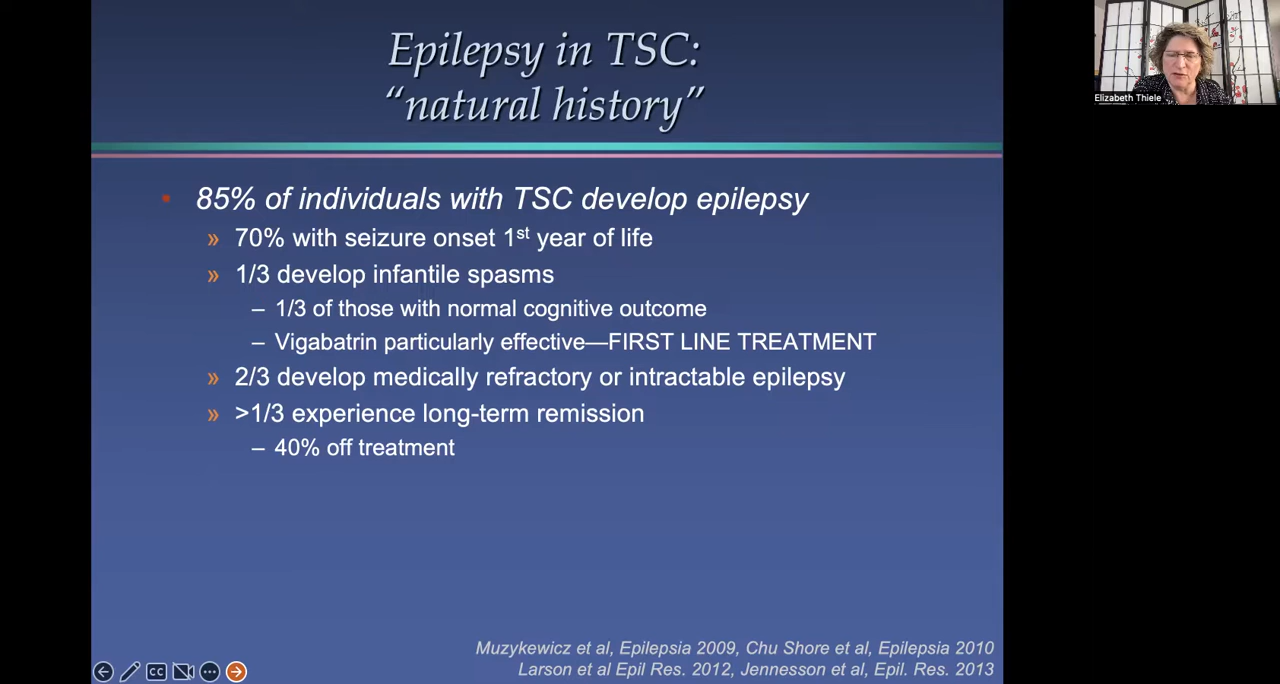 Epilepsy in TSC:
“natural history”
Elizabeth Thiele
• 85% of individuals with TSC develop epilepsy
» 70% with seizure onset 1st year of life
» 1/3 develop infantile spasms
– 1/3 of those with normal cognitive outcome
– Vigabatrin particularly effective—FIRST LINE TREATMENT
» 2/3 develop medically refractory or intractable epilepsy
» >1/3 experience long-term remission
– 40% off treatment
Muzykewicz et al, Epilepsia 2009, Chu Shore et al, Epilepsia 2010
Larson et al Epil Res. 2012, Jennesson et al, Epil. Res. 2013
CC